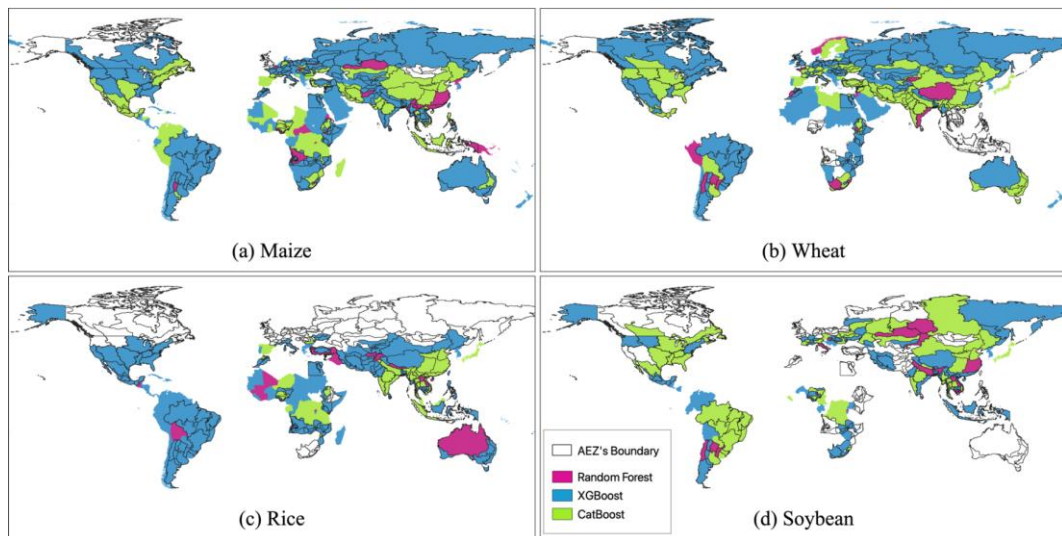 (a) Maize
(b) Wheat
(c) Rice
AEZ's Boundary
Random Forest
XGBoost
CatBoost
(d) Soybean